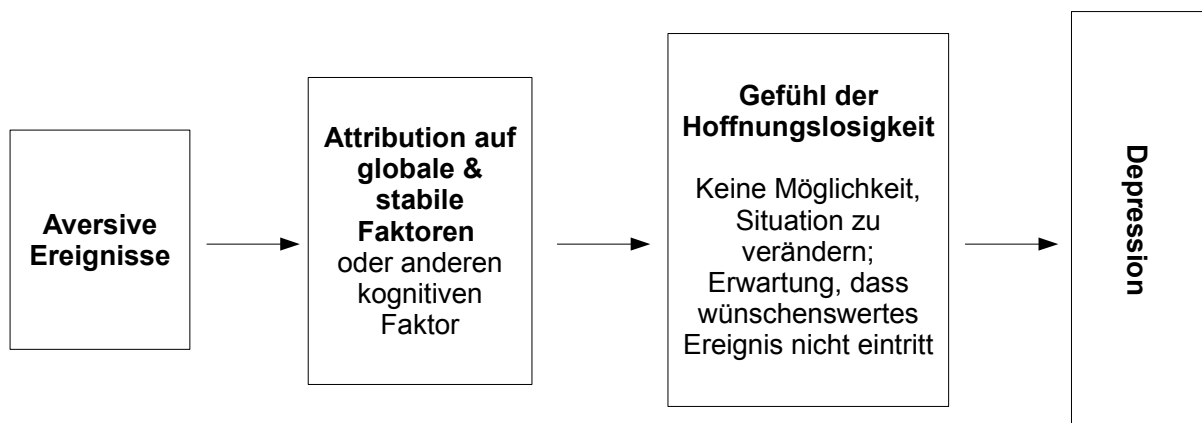 Aversive
Ereignisse
Attribution auf
globale &
stabile
Faktoren
oder anderen
kognitiven
Faktor
Gefühl der
Hoffnungslosigkeit
Keine Möglichkeit,
Situation zu
verändern;
Erwartung, dass
wünschenswertes
Ereignis nicht eintritt
Depression